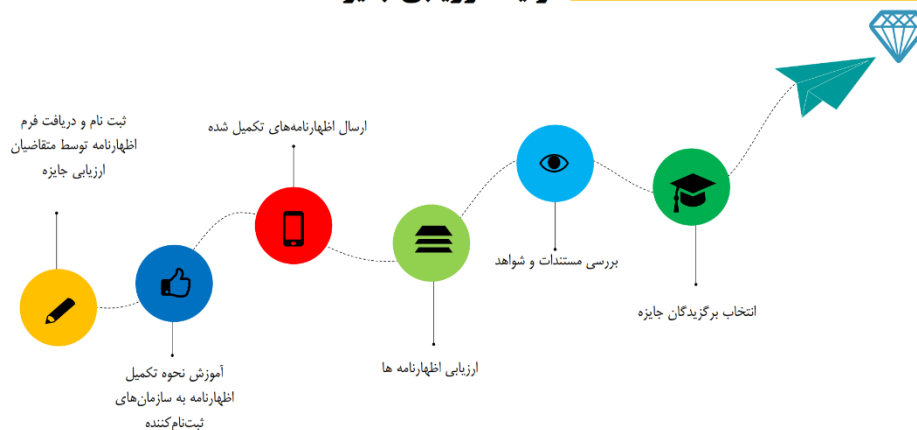 ثبت نام و دریافت فرم
اظهارنامه توسط متقاضیان
ارزیابی جایزه
آموزش نحوه تکمیل
اظهارنامه به سازمان‌های
ثبت‌نام‌کننده
ارسال اظهارنامه‌های تکمیل شده
ارزیابی اظهارنامه ها
بررسی مستندات و شواهد
انتخاب برگزیدگان جایزه